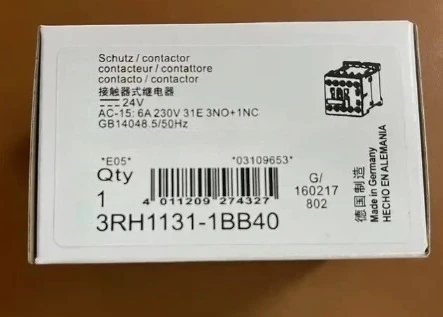 Schutz / contactor
contacteur / contattore
contacto / contactor
接触器式继电器
24V
AC-15: 6A 230V 31E 3NO+1NC
GB14048.5/50Hz
*E05*
*03109653*
Qty
1
4 011209 274327
G/
160217
802
3RH1131-1BB40
德国制造
Made in Germany
HECHO EN ALEMANIA